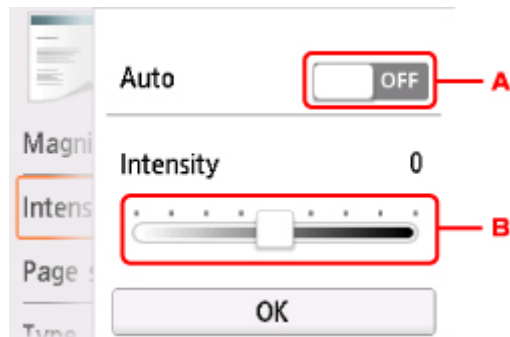 Auto OFF A
Magni
Intensity 0
Intens
B
Page
OK